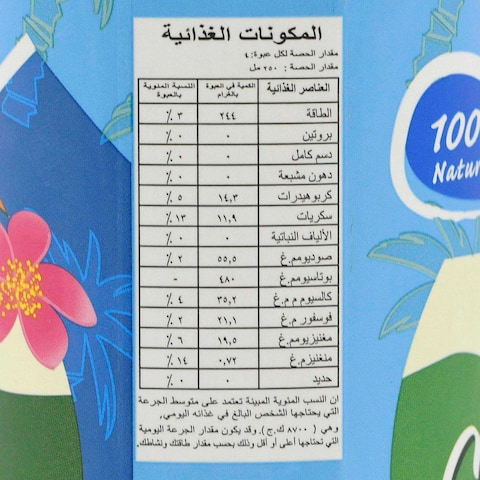 المكونات الغذائية
مقدار الحصة لكل عبوة: ٤
مقدار الحصة : ٢٥٠ مل
العناصر الغذائية الكمية في العبوة بالغرام النسبة المئوية بالعبوة
الطاقة ٢٤٤ ٣ ٪
بروتين ٠ ٠ ٪
دسم كامل ٠ ٠ ٪
دهون مشبعة ٠ ٠ ٪
كربوهيدرات ١٤,٣ ٥ ٪
سكريات ١١,٩ ١٣ ٪
الألياف النباتية ٠ ٠ ٪
صوديوم م.غ ٥٥,٥ ٢ ٪
بوتاسيوم م.غ ٤٨٠ -
كالسيوم م م.غ ٣٥,٢ ٤ ٪
فوسفور م.غ ٢١,١ ٢ ٪
مغنيزيوم م.غ ١٩,٥ ٦ ٪
منغنيز م.غ ٠,٧٢ ١٤ ٪
حديد ٠ ٠ ٪
ان النسب المئوية المبينة تعتمد على متوسط الجرعة
التي يحتاجها الشخص البالغ في غذائه اليومي,
وهي ( ٨٧٠٠ ك.ج ). وقد يكون مقدار الجرعة اليومية
التي تحتاجها أعلى أو أقل وذلك بحسب مقدار طاقتك ونشاطك.
100
Natur